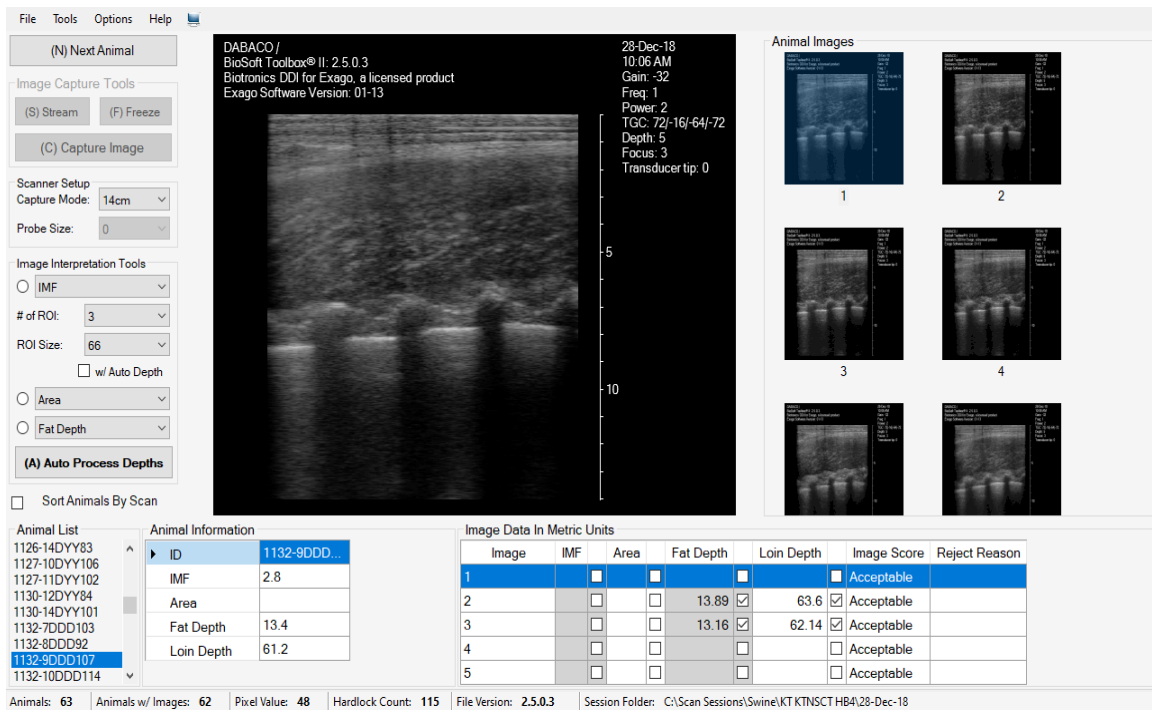 File Tools Options Help
(N) Next Animal
Image Capture Tools
(S) Stream (F) Freeze
(C) Capture Image
Scanner Setup
Capture Mode: 14cm
Probe Size: 0
Image Interpretation Tools
IMF
# of ROI: 3
ROI Size: 66
w/ Auto Depth
Area
Fat Depth
(A) Auto Process Depths
Sort Animals By Scan
DABACO /
BioSoft Toolbox® II: 2.5.0.3
Biotronics DDI for Exago, a licensed product
Exago Software Version: 01-13
28-Dec-18
10:06 AM
Gain: -32
Freq: 1
Power: 2
TGC: 72/-16/-64/-72
Depth: 5
Focus: 3
Transducer tip: 0
5
10
Animal Images
1 2
3 4
Animal List
1126-14DYY83
1127-10DYY106
1127-11DYY102
1130-12DYY84
1130-14DYY101
1132-7DDD103
1132-8DDD92
1132-9DDD107
1132-10DDD114
Animal Information
ID 1132-9DDD...
IMF 2.8
Area
Fat Depth 13.4
Loin Depth 61.2
Image Data In Metric Units
Image IMF Area Fat Depth Loin Depth Image Score Reject Reason
1 Acceptable
2 13.89 63.6 Acceptable
3 13.16 62.14 Acceptable
4 Acceptable
5 Acceptable
Animals: 63 Animals w/ Images: 62 Pixel Value: 48 Hardlock Count: 115 File Version: 2.5.0.3 Session Folder: C:\Scan Sessions\Swine\KT KTNSCT HB4\28-Dec-18